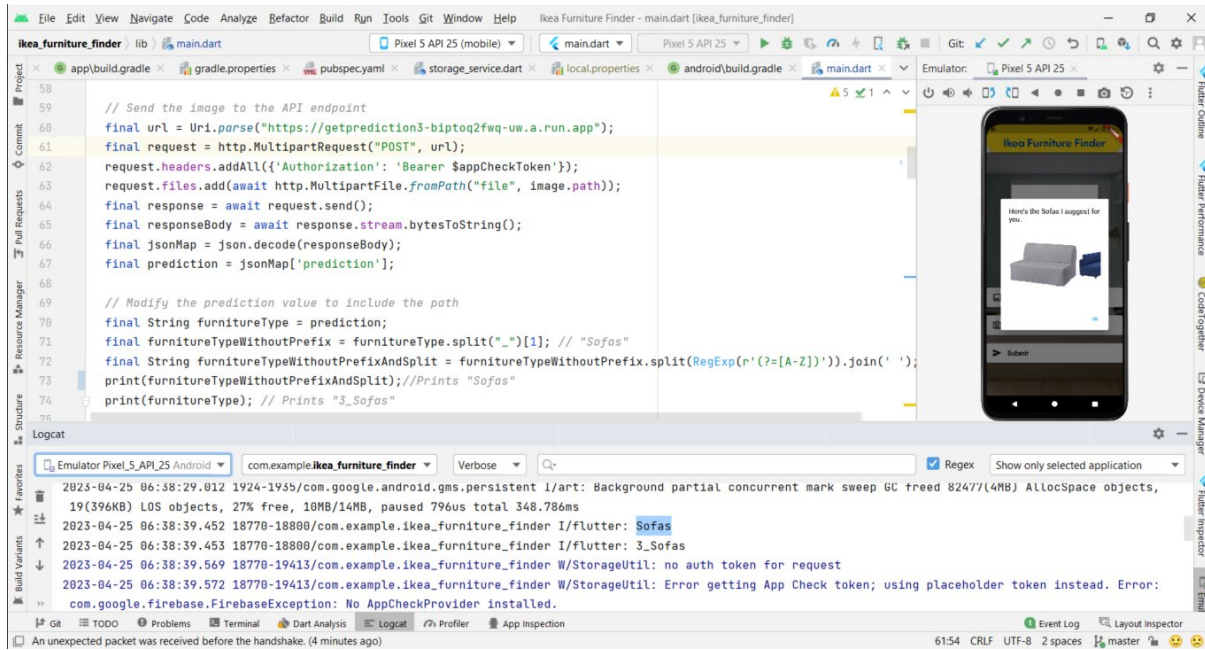 File Edit View Navigate Code Analyze Refactor Build Run Tools Git Window Help Ikea Furniture Finder - main.dart [ikea_furniture_finder]
ikea_furniture_finder lib main.dart Pixel 5 API 25 (mobile) main.dart Pixel 5 API 25 Git:
app\build.gradle gradle.properties pubspec.yaml storage_service.dart local.properties android\build.gradle main.dart Emulator: Pixel 5 API 25
58 5 1
59 // Send the image to the API endpoint
60 final url = Uri.parse("https://getprediction3-biptoq2fwq-uw.a.run.app");
61 final request = http.MultipartRequest("POST", url);
62 request.headers.addAll({'Authorization': 'Bearer $appCheckToken'});
63 request.files.add(await http.MultipartFile.fromPath("file", image.path));
64 final response = await request.send();
65 final responseBody = await response.stream.bytesToString();
66 final jsonMap = json.decode(responseBody);
67 final prediction = jsonMap['prediction'];
68
69 // Modify the prediction value to include the path
70 final String furnitureType = prediction;
71 final furnitureTypeWithoutPrefix = furnitureType.split("_")[1]; // "Sofas"
72 final String furnitureTypeWithoutPrefixAndSplit = furnitureTypeWithoutPrefix.split(RegExp(r'(?=[A-Z])')).join(' ');
73 print(furnitureTypeWithoutPrefixAndSplit);//Prints "Sofas"
74 print(furnitureType); // Prints "3_Sofas"
75
Ikea Furniture Finder
Here's the Sofas I suggest for
you.
OK
Submit
Project
Commit
Pull Requests
Resource Manager
Structure
Favorites
Build Variants
Flutter Outline
Flutter Performance
CodeTogether
Device Manager
Flutter Inspector
Emul
Logcat
Emulator Pixel_5_API_25 Android com.example.ikea_furniture_finder Verbose Regex Show only selected application
2023-04-25 06:38:29.012 1924-1935/com.google.android.gms.persistent I/art: Background partial concurrent mark sweep GC freed 82477(4MB) AllocSpace objects,
19(396KB) LOS objects, 27% free, 10MB/14MB, paused 796us total 348.786ms
2023-04-25 06:38:39.452 18770-18800/com.example.ikea_furniture_finder I/flutter: Sofas
2023-04-25 06:38:39.453 18770-18800/com.example.ikea_furniture_finder I/flutter: 3_Sofas
2023-04-25 06:38:39.569 18770-19413/com.example.ikea_furniture_finder W/StorageUtil: no auth token for request
2023-04-25 06:38:39.572 18770-19413/com.example.ikea_furniture_finder W/StorageUtil: Error getting App Check token; using placeholder token instead. Error:
com.google.firebase.FirebaseException: No AppCheckProvider installed.
Git TODO Problems Terminal Dart Analysis Logcat Profiler App Inspection Event Log Layout Inspector
An unexpected packet was received before the handshake. (4 minutes ago) 61:54 CRLF UTF-8 2 spaces master